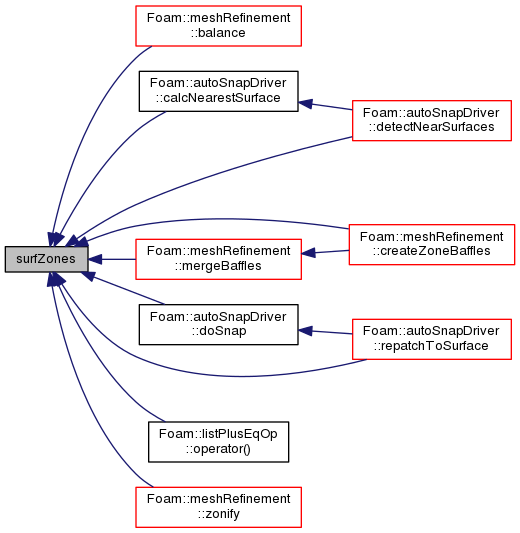 Foam::meshRefinement
::balance
Foam::autoSnapDriver
::calcNearestSurface
Foam::autoSnapDriver
::detectNearSurfaces
surfZones
Foam::meshRefinement
::createZoneBaffles
Foam::meshRefinement
::mergeBaffles
Foam::autoSnapDriver
::doSnap
Foam::autoSnapDriver
::repatchToSurface
Foam::listPlusEqOp
::operator()
Foam::meshRefinement
::zonify